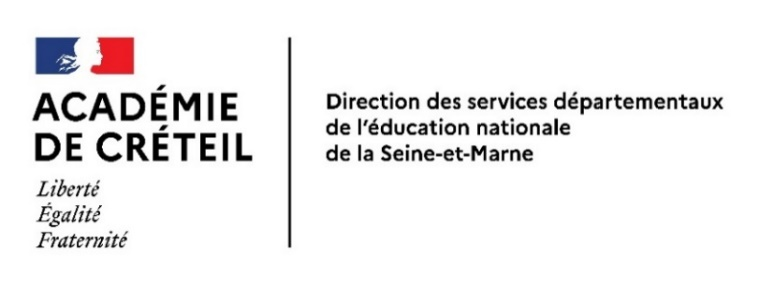 ACADÉMIE
DE CRÉTEIL
Liberté
Égalité
Fraternité
Direction des services départementaux
de l'éducation nationale
de la Seine-et-Marne